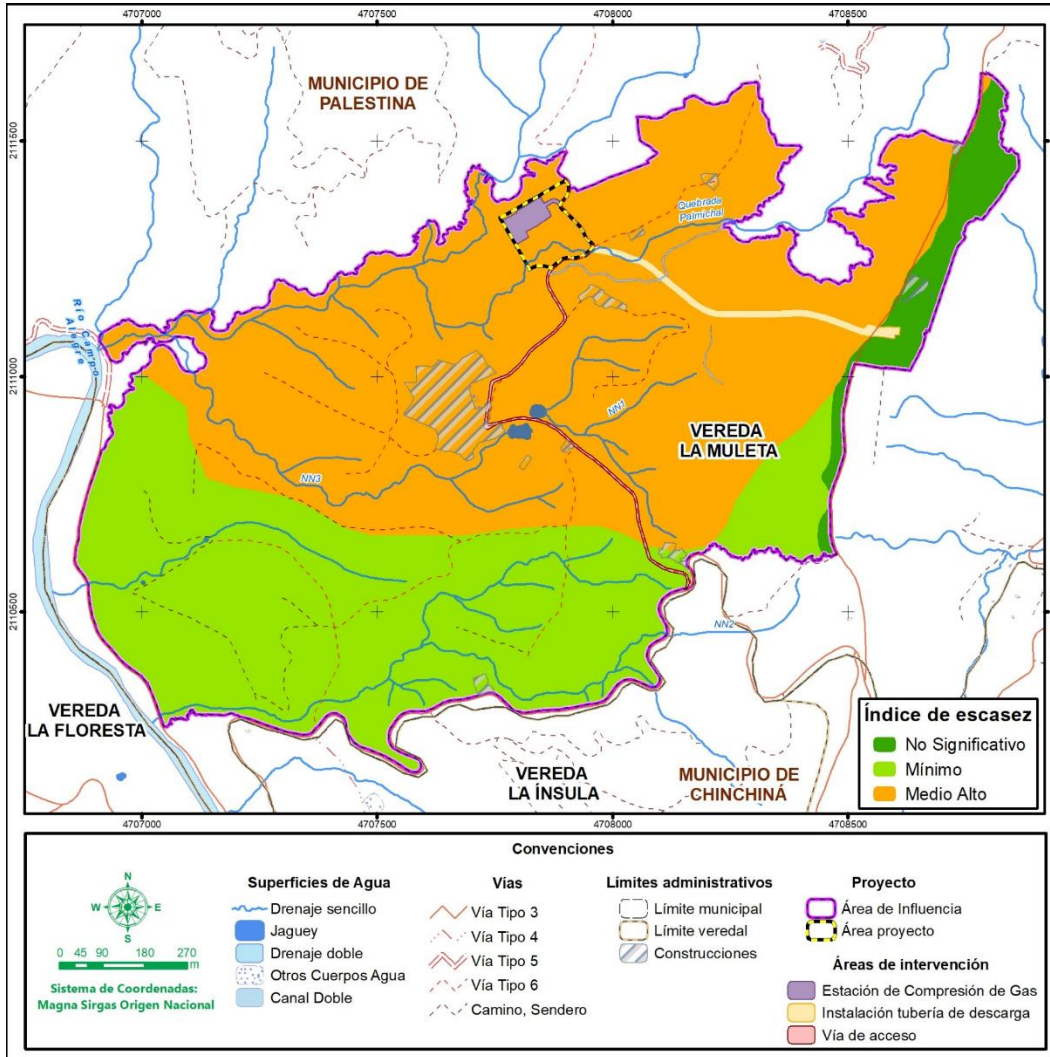 4707000
4707500
4708000
4708500
2111500
2111000
2110500
MUNICIPIO DE
PALESTINA
Quebrada
Palmichal
Río Campo
Alegre
NN1
VEREDA
LA MULETA
NN3
NN2
VEREDA
LA FLORESTA
VEREDA
LA ÍNSULA
MUNICIPIO DE
CHINCHINÁ
Índice de escasez
No Significativo
Mínimo
Medio Alto
4707000
4707500
4708000
4708500
Convenciones
N
W
E
S
0 45 90 180 270
m
Sistema de Coordenadas:
Magna Sirgas Origen Nacional
Superficies de Agua
Drenaje sencillo
Jaguey
Drenaje doble
Otros Cuerpos Agua
Canal Doble
Vías
Vía Tipo 3
Vía Tipo 4
Vía Tipo 5
Vía Tipo 6
Camino, Sendero
Límites administrativos
Límite municipal
Límite veredal
Construcciones
Proyecto
Área de Influencia
Área proyecto
Áreas de intervención
Estación de Compresión de Gas
Instalación tubería de descarga
Vía de acceso